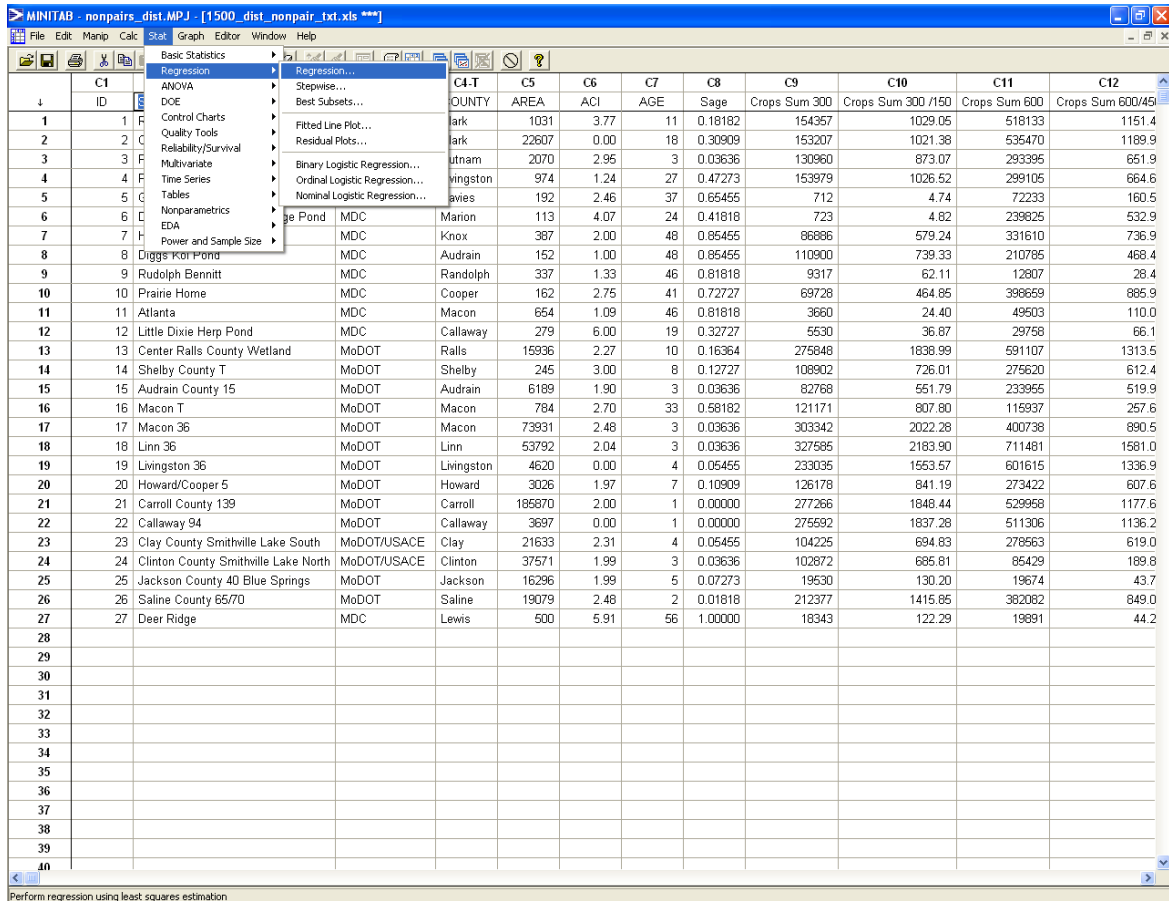 MINITAB - nonpairs_dist.MPJ - [1500_dist_nonpair_txt.xls ***]
File Edit Manip Calc Stat Graph Editor Window Help
Basic Statistics
Regression
ANOVA
DOE
Control Charts
Quality Tools
Reliability/Survival
Multivariate
Time Series
Tables
Nonparametrics
EDA
Power and Sample Size
Regression...
Stepwise...
Best Subsets...
Fitted Line Plot...
Residual Plots...
Binary Logistic Regression...
Ordinal Logistic Regression...
Nominal Logistic Regression...
C1 C4-T C5 C6 C7 C8 C9 C10 C11 C12
↓ ID S OUNTY AREA ACI AGE Sage Crops Sum 300 Crops Sum 300 /150 Crops Sum 600 Crops Sum 600/45
1 1 R lark 1031 3.77 11 0.18182 154357 1029.05 518133 1151.4
2 2 C lark 22607 0.00 18 0.30909 153207 1021.38 535470 1189.9
3 3 F utnam 2070 2.95 3 0.03636 130960 873.07 293395 651.9
4 4 F vingston 974 1.24 27 0.47273 153979 1026.52 299105 664.6
5 5 G avies 192 2.46 37 0.65455 712 4.74 72233 160.5
6 6 D ge Pond MDC Marion 113 4.07 24 0.41818 723 4.82 239825 532.9
7 7 H MDC Knox 387 2.00 48 0.85455 86886 579.24 331610 736.9
8 8 Diggs Koi Pond MDC Audrain 152 1.00 48 0.85455 110900 739.33 210785 468.4
9 9 Rudolph Bennitt MDC Randolph 337 1.33 46 0.81818 9317 62.11 12807 28.4
10 10 Prairie Home MDC Cooper 162 2.75 41 0.72727 69728 464.85 398659 885.9
11 11 Atlanta MDC Macon 654 1.09 46 0.81818 3660 24.40 49503 110.0
12 12 Little Dixie Herp Pond MDC Callaway 279 6.00 19 0.32727 5530 36.87 29758 66.1
13 13 Center Ralls County Wetland MoDOT Ralls 15936 2.27 10 0.16364 275848 1838.99 591107 1313.5
14 14 Shelby County T MoDOT Shelby 245 3.00 8 0.12727 108902 726.01 275620 612.4
15 15 Audrain County 15 MoDOT Audrain 6189 1.90 3 0.03636 82768 551.79 233955 519.9
16 16 Macon T MoDOT Macon 784 2.70 33 0.58182 121171 807.80 115937 257.6
17 17 Macon 36 MoDOT Macon 73931 2.48 3 0.03636 303342 2022.28 400738 890.5
18 18 Linn 36 MoDOT Linn 53792 2.04 3 0.03636 327585 2183.90 711481 1581.0
19 19 Livingston 36 MoDOT Livingston 4620 0.00 4 0.05455 233035 1553.57 601615 1336.9
20 20 Howard/Cooper 5 MoDOT Howard 3026 1.97 7 0.10909 126178 841.19 273422 607.6
21 21 Carroll County 139 MoDOT Carroll 185870 2.00 1 0.00000 277266 1848.44 529958 1177.6
22 22 Callaway 94 MoDOT Callaway 3697 0.00 1 0.00000 275592 1837.28 511306 1136.2
23 23 Clay County Smithville Lake South MoDOT/USACE Clay 21633 2.31 4 0.05455 104225 694.83 278563 619.0
24 24 Clinton County Smithville Lake North MoDOT/USACE Clinton 37571 1.99 3 0.03636 102872 685.81 85429 189.8
25 25 Jackson County 40 Blue Springs MoDOT Jackson 16296 1.99 5 0.07273 19530 130.20 19674 43.7
26 26 Saline County 65/70 MoDOT Saline 19079 2.48 2 0.01818 212377 1415.85 382082 849.0
27 27 Deer Ridge MDC Lewis 500 5.91 56 1.00000 18343 122.29 19891 44.2
28
29
30
31
32
33
34
35
36
37
38
39
40
Perform regression using least squares estimation